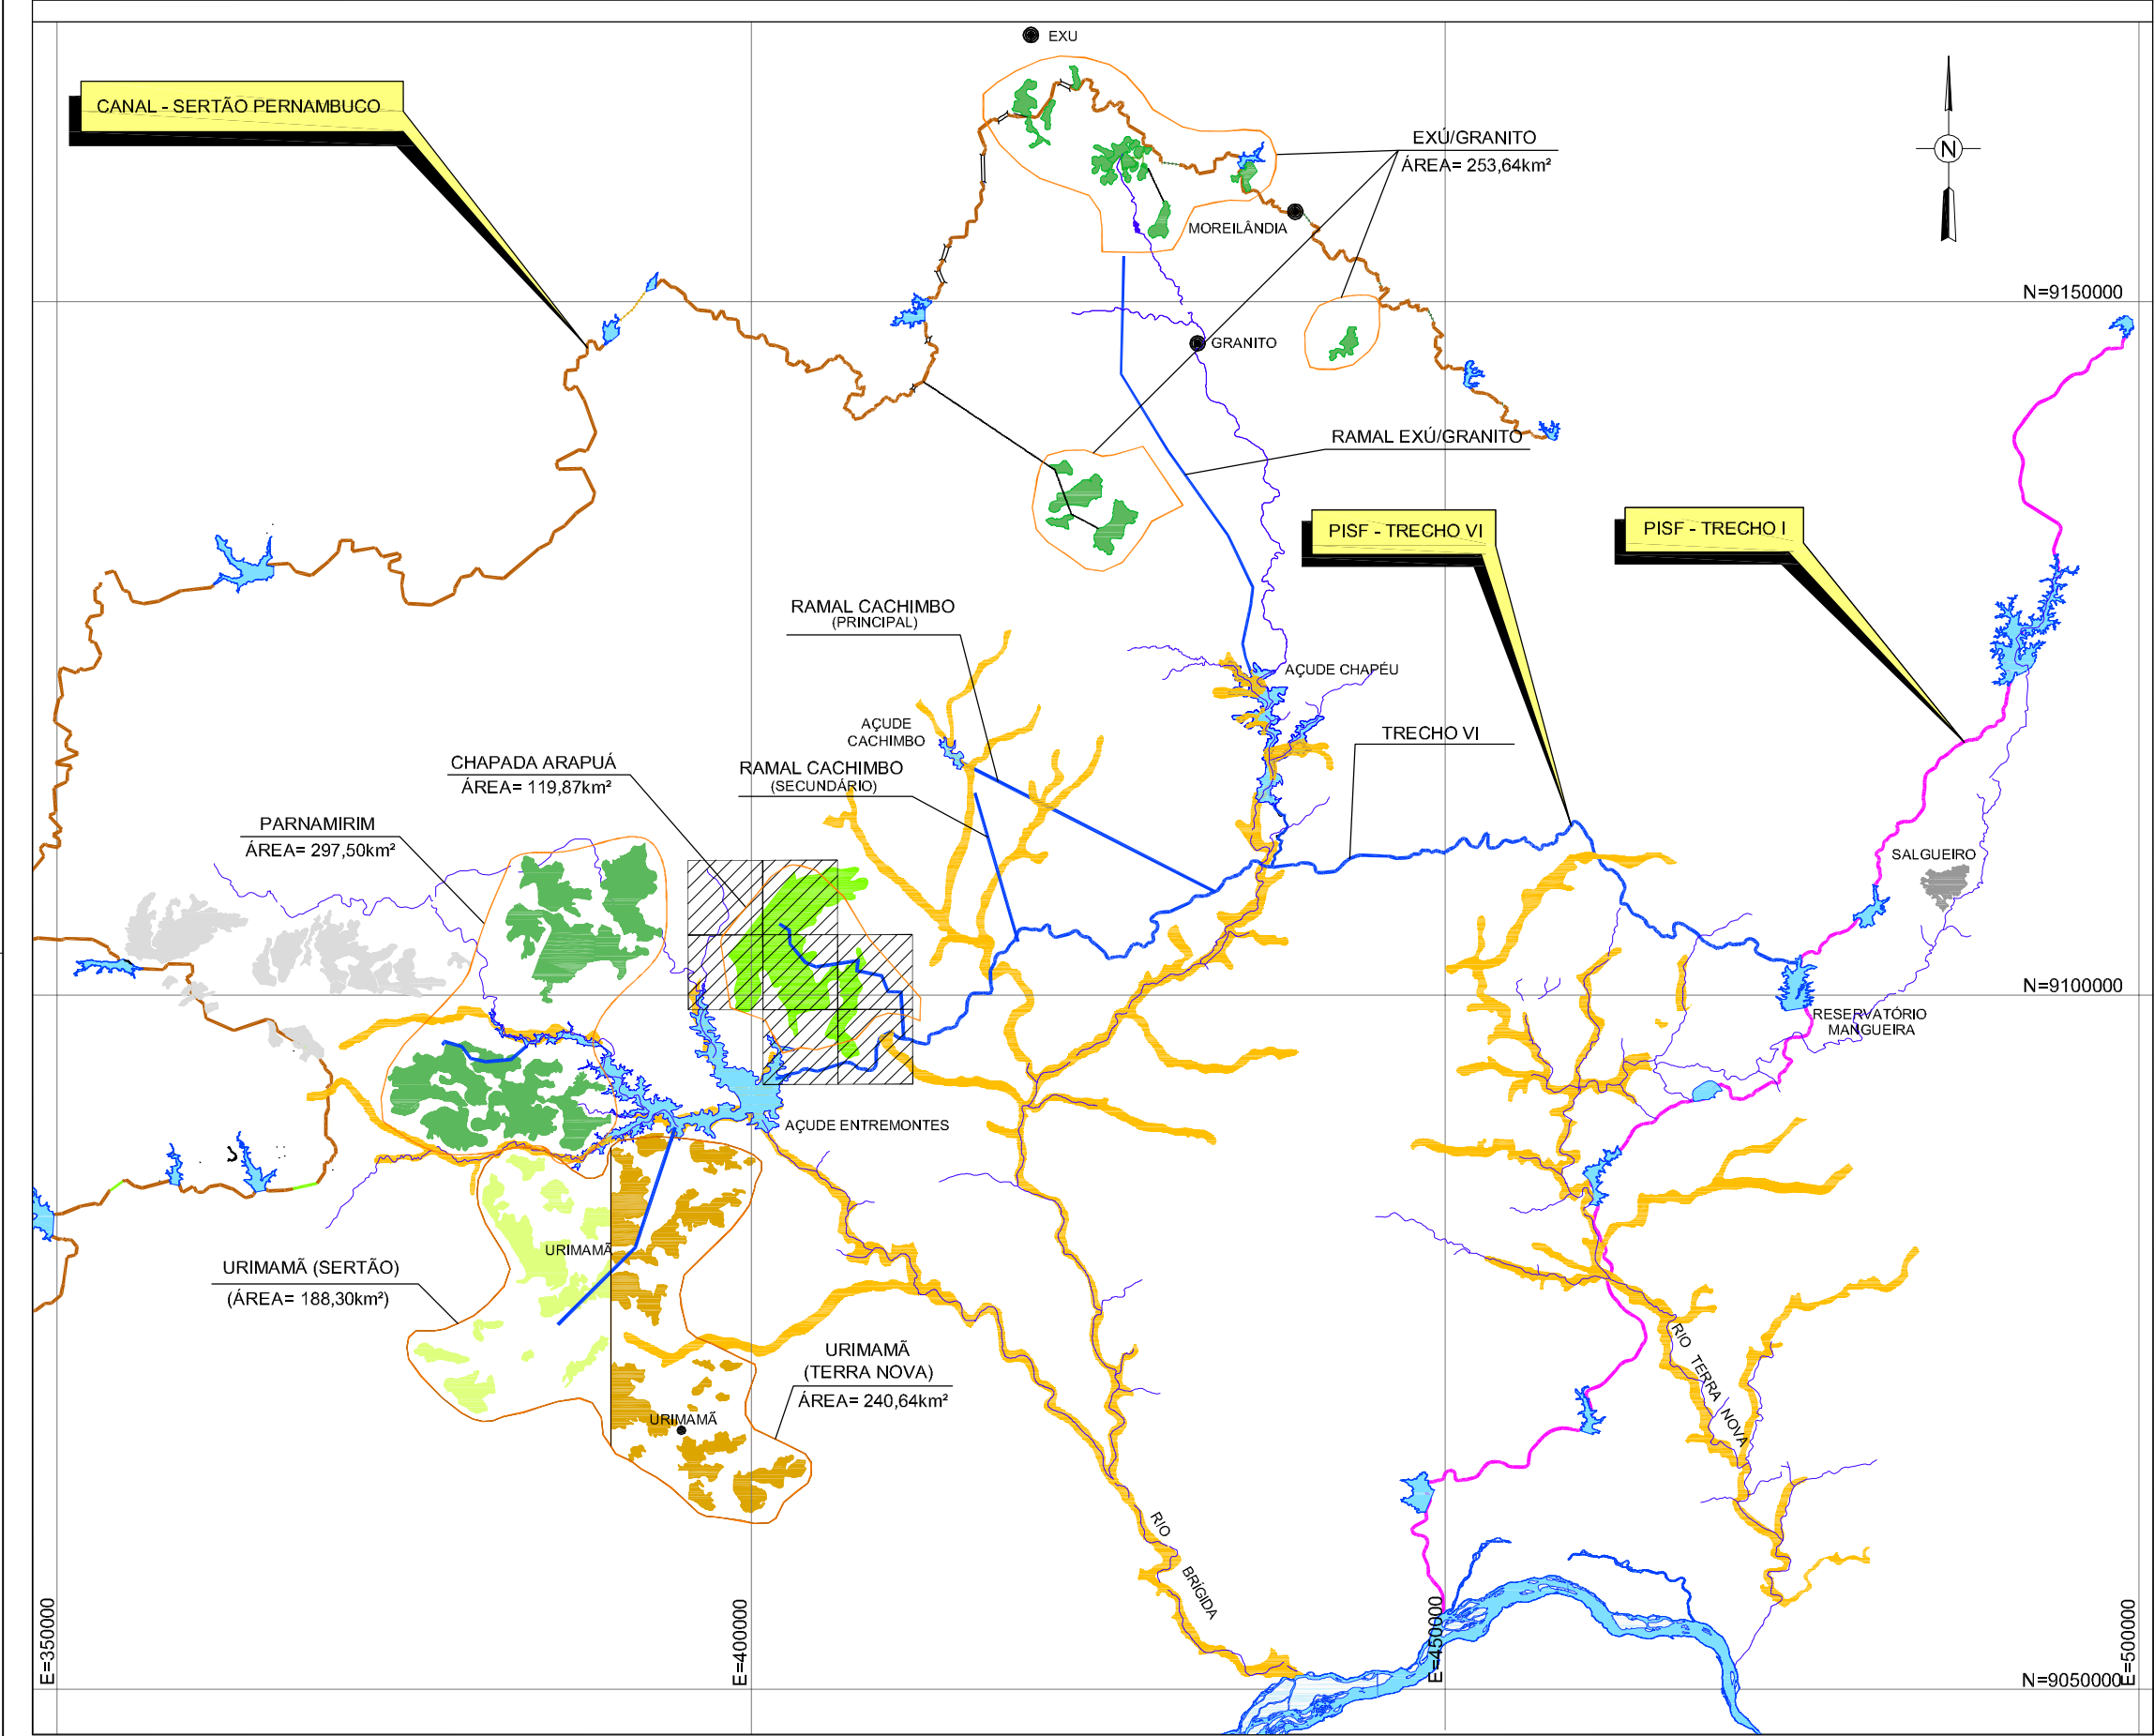 EXU
CANAL - SERTÃO PERNAMBUCO
EXÚ/GRANITO
ÁREA= 253,64km²
N
MOREILÂNDIA
N=9150000
GRANITO
RAMAL EXÚ/GRANITO
PISF - TRECHO VI
PISF - TRECHO I
RAMAL CACHIMBO
(PRINCIPAL)
AÇUDE CHAPÉU
AÇUDE
CACHIMBO
TRECHO VI
CHAPADA ARAPUÁ
ÁREA= 119,87km²
RAMAL CACHIMBO
(SECUNDÁRIO)
PARNAMIRIM
ÁREA= 297,50km²
SALGUEIRO
N=9100000
RESERVATÓRIO
MANGUEIRA
AÇUDE ENTREMONTES
URIMAMÃ
URIMAMÃ (SERTÃO)
(ÁREA= 188,30km²)
URIMAMÃ
(TERRA NOVA)
ÁREA= 240,64km²
URIMAMÃ
RIO TERRA NOVA
RIO BRÍGIDA
E=350000
E=400000
E=450000
E=500000
N=9050000